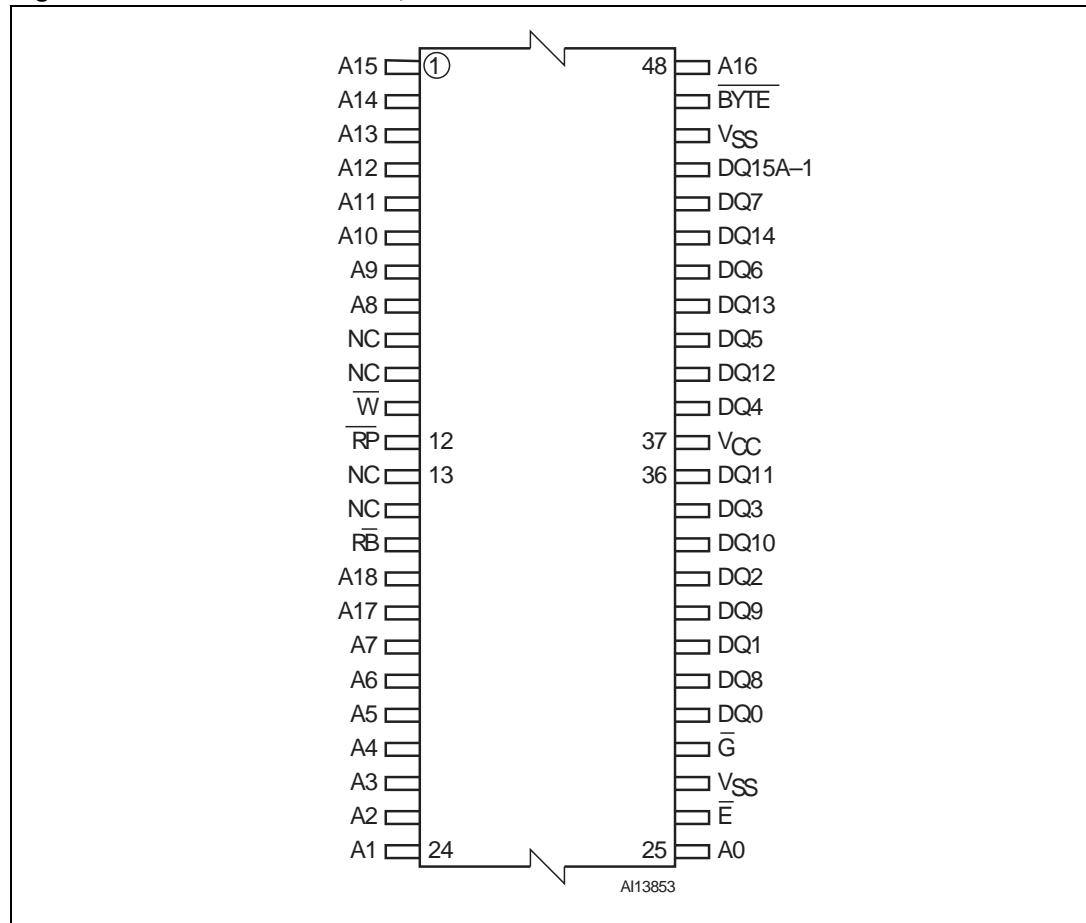 A15 1 48 A16
A14 B̅Y̅T̅E̅
A13 VSS
A12 DQ15A–1
A11 DQ7
A10 DQ14
A9 DQ6
A8 DQ13
NC DQ5
NC DQ12
W̅ DQ4
R̅P̅ 12 37 VCC
NC 13 36 DQ11
NC DQ3
RB̅ DQ10
A18 DQ2
A17 DQ9
A7 DQ1
A6 DQ8
A5 DQ0
A4 G̅
A3 VSS
A2 E̅
A1 24 25 A0
AI13853